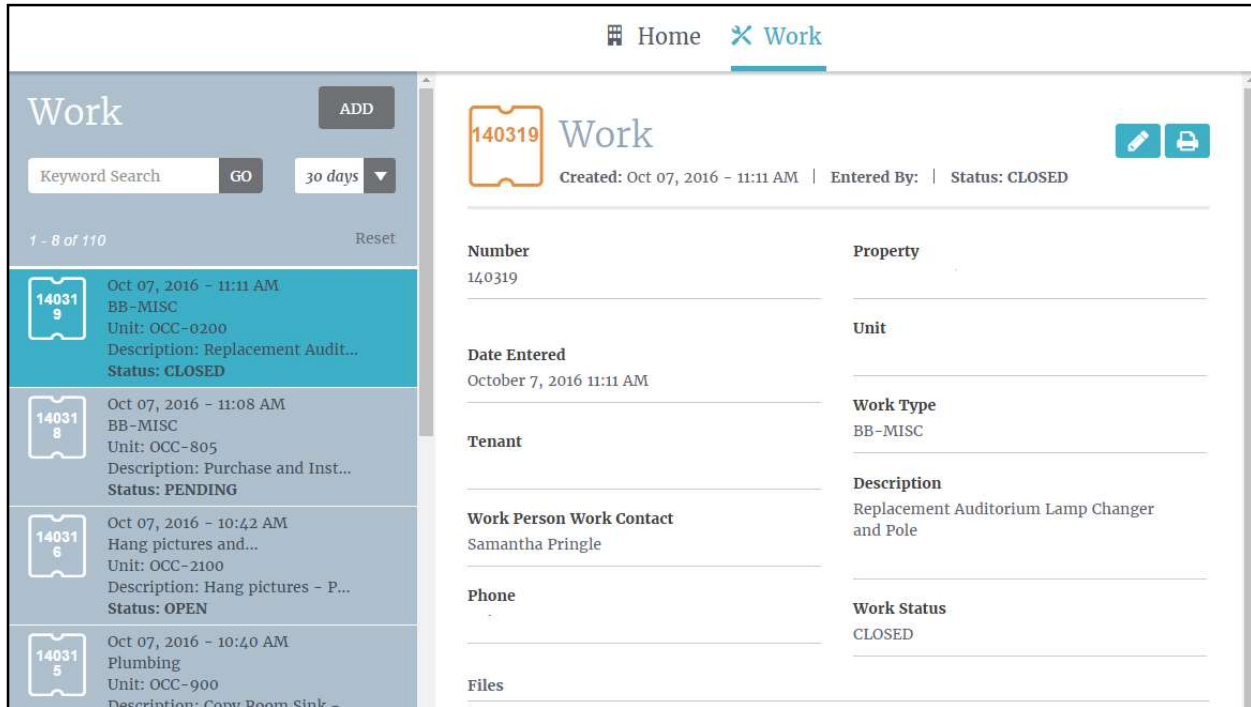 Home Work
Work
ADD
Keyword Search GO 30 days
1 - 8 of 110 Reset
14031
9
Oct 07, 2016 - 11:11 AM
BB-MISC
Unit: OCC-0200
Description: Replacement Audit...
Status: CLOSED
14031
8
Oct 07, 2016 - 11:08 AM
BB-MISC
Unit: OCC-805
Description: Purchase and Inst...
Status: PENDING
14031
6
Oct 07, 2016 - 10:42 AM
Hang pictures and...
Unit: OCC-2100
Description: Hang pictures - P...
Status: OPEN
14031
5
Oct 07, 2016 - 10:40 AM
Plumbing
Unit: OCC-900
Description: Copy Room Sink -
140319
Work
Created: Oct 07, 2016 - 11:11 AM | Entered By: | Status: CLOSED
Number
140319
Date Entered
October 7, 2016 11:11 AM
Tenant
Work Person Work Contact
Samantha Pringle
Phone
Files
Property
Unit
Work Type
BB-MISC
Description
Replacement Auditorium Lamp Changer
and Pole
Work Status
CLOSED